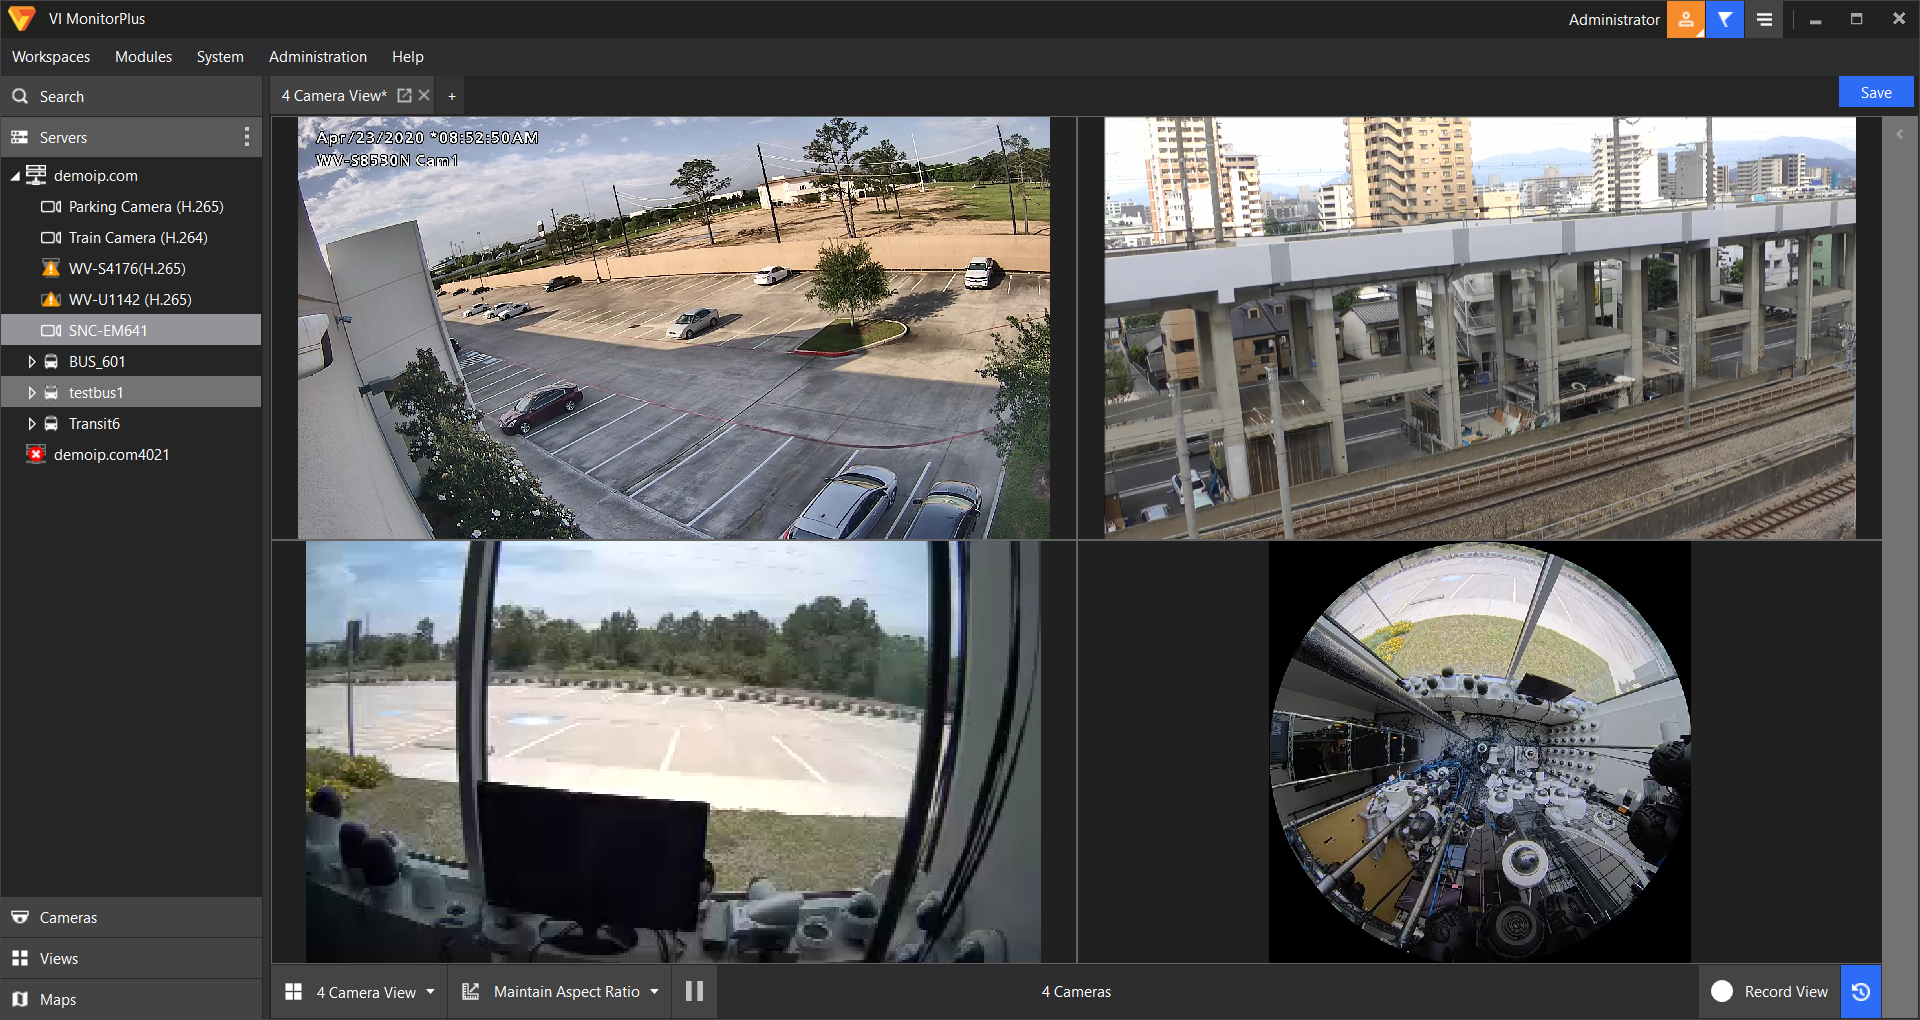 VI MonitorPlus
Administrator
Workspaces Modules System Administration Help
Search
4 Camera View* +
Save
Servers
demoip.com
Parking Camera (H.265)
Train Camera (H.264)
WV-S4176(H.265)
WV-U1142 (H.265)
SNC-EM641
BUS_601
testbus1
Transit6
demoip.com4021
Apr/23/2020 *08:52:50AM
WV-S8530N Cam1
Cameras
Views
Maps
4 Camera View
Maintain Aspect Ratio
4 Cameras
Record View